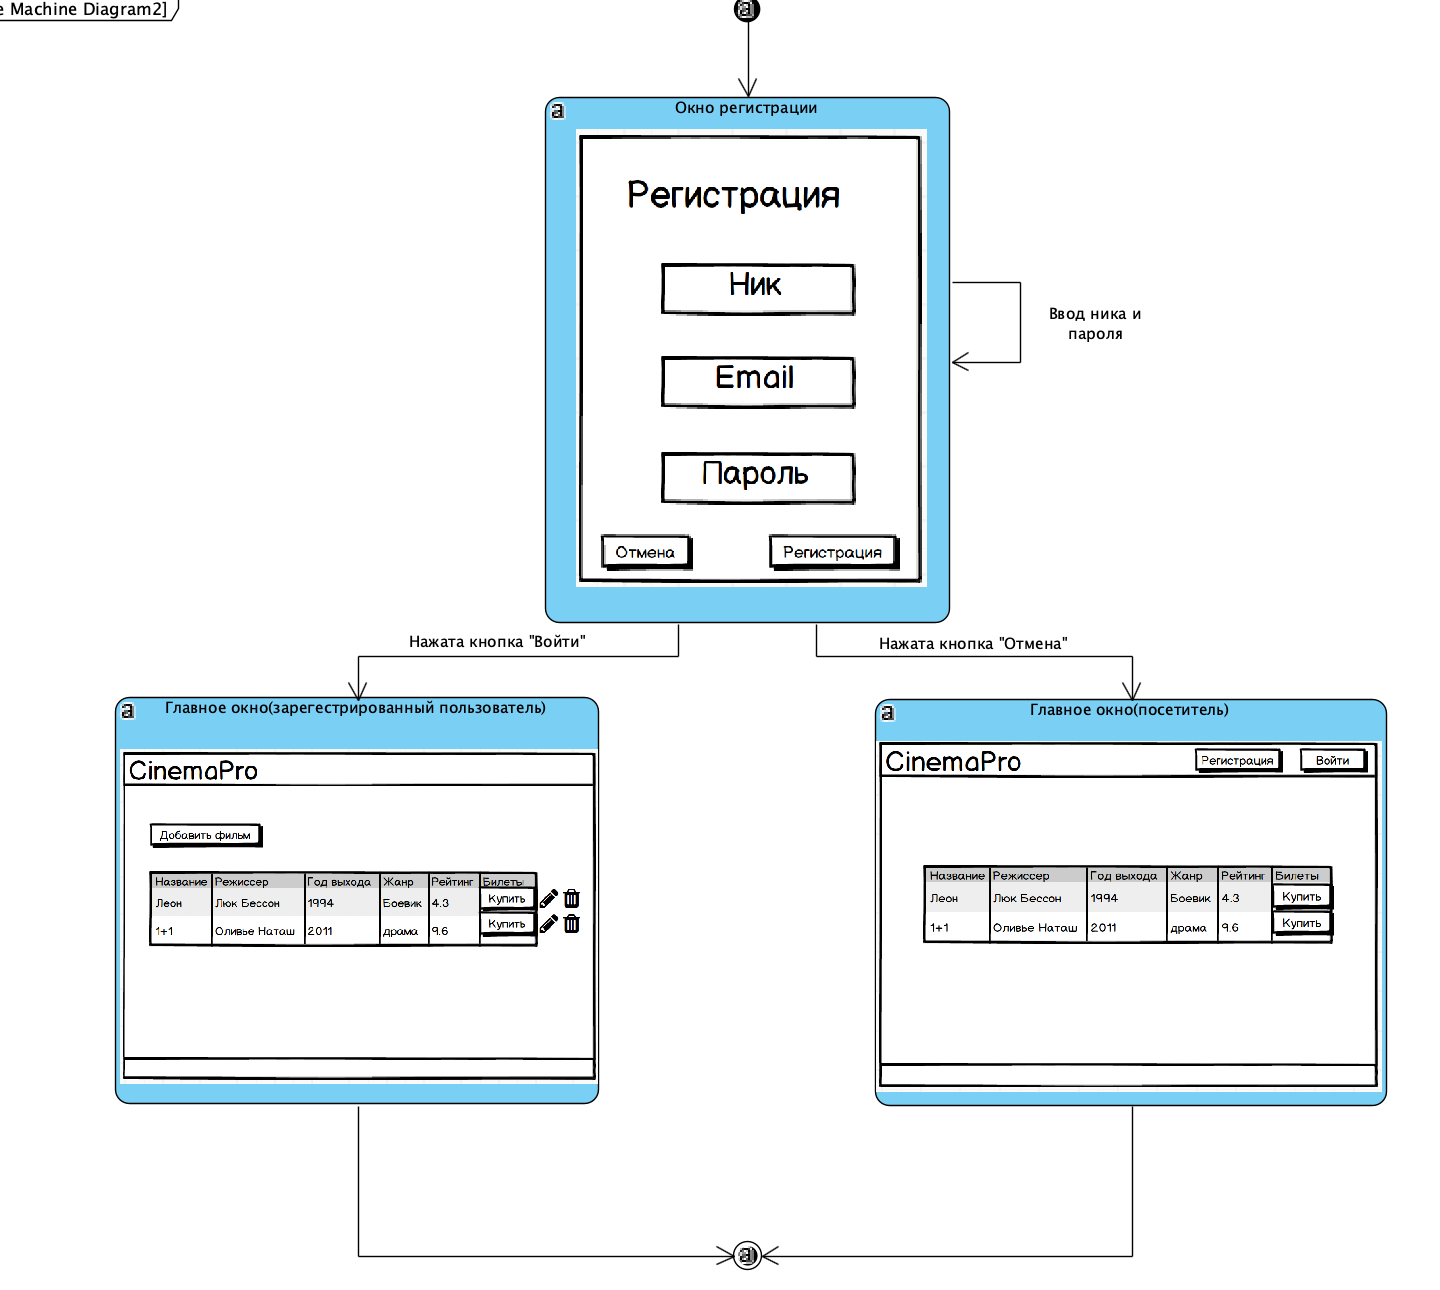 e Machine Diagram2]
Окно регистрации
Регистрация
Ник
Email
Пароль
Отмена
Регистрация
Ввод ника и
пароля
Нажата кнопка "Войти"
Нажата кнопка "Отмена"
Главное окно(зарегестрированный пользователь)
CinemaPro
Добавить фильм
Название Режиссер Год выхода Жанр Рейтинг Билеты
Леон Люк Бессон 1994 Боевик 4.3 Купить
1+1 Оливье Наташ 2011 драма 9.6 Купить
Главное окно(посетитель)
CinemaPro
Регистрация
Войти
Название Режиссер Год выхода Жанр Рейтинг Билеты
Леон Люк Бессон 1994 Боевик 4.3 Купить
1+1 Оливье Наташ 2011 драма 9.6 Купить